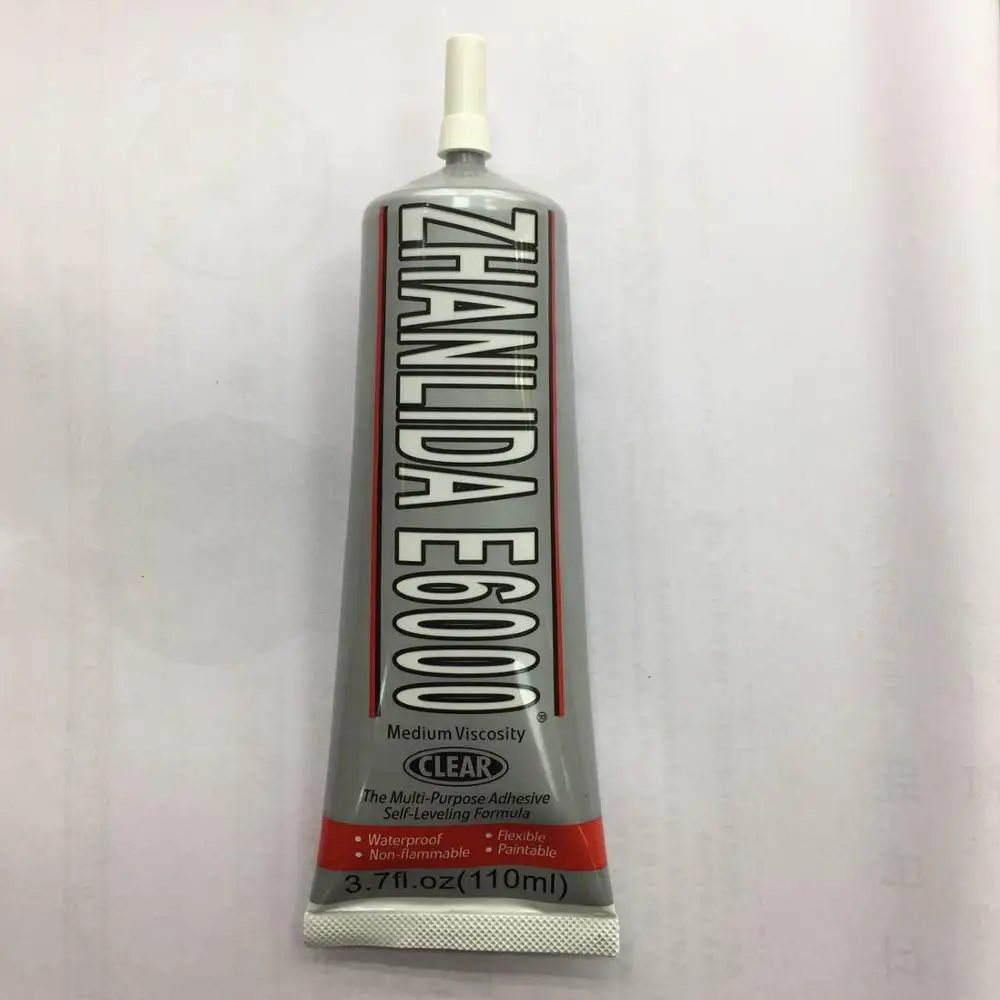 ZHANLIDA E6000®
Medium Viscosity
CLEAR
The Multi-Purpose Adhesive
Self-Leveling Formula
• Waterproof • Flexible
• Non-flammable • Paintable
3.7fl.oz(110ml)